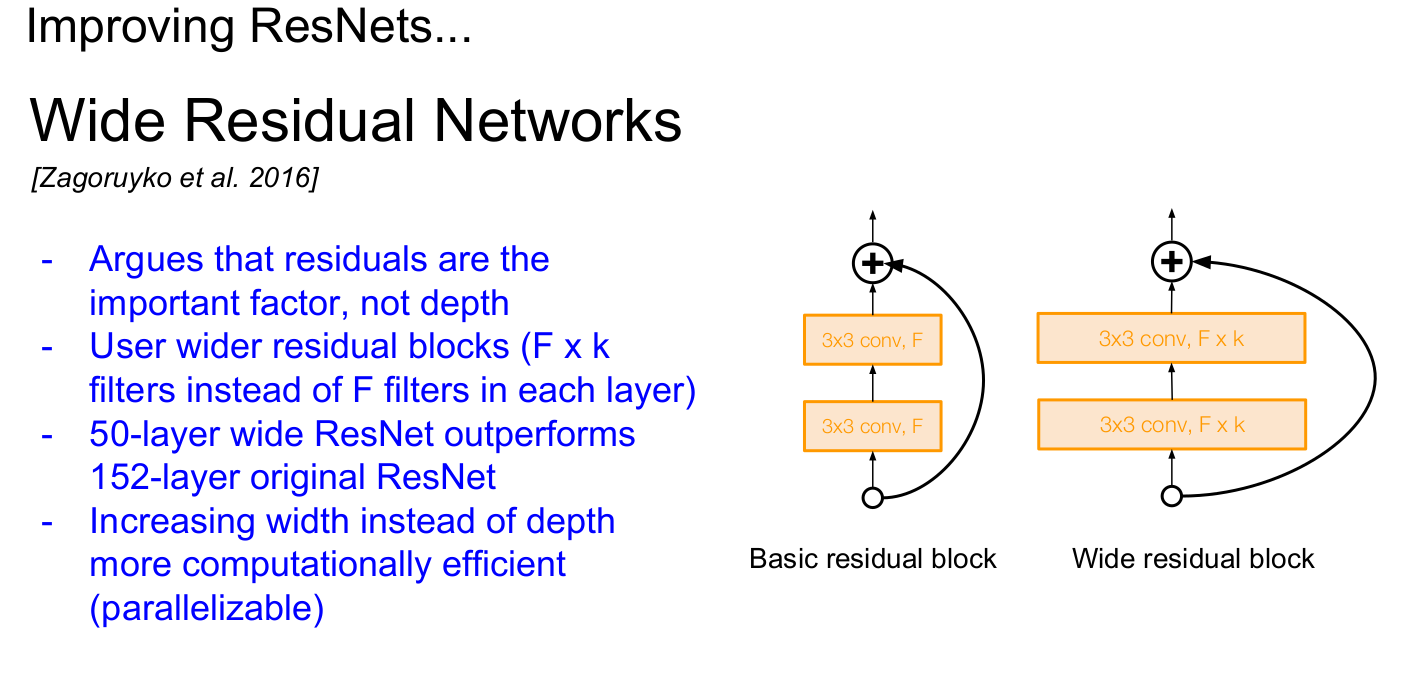 Improving ResNets...
Wide Residual Networks
[Zagoruyko et al. 2016]
- Argues that residuals are the
important factor, not depth
- User wider residual blocks (F x k
filters instead of F filters in each layer)
- 50-layer wide ResNet outperforms
152-layer original ResNet
- Increasing width instead of depth
more computationally efficient
(parallelizable)
+
3x3 conv, F
3x3 conv, F
Basic residual block
+
3x3 conv, F x k
3x3 conv, F x k
Wide residual block